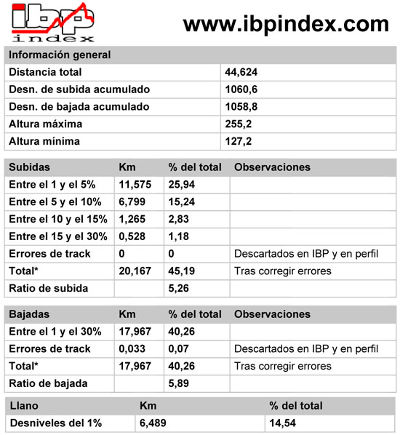 ibp
index
www.ibpindex.com
Información general
Distancia total 44,624
Desn. de subida acumulado 1060,6
Desn. de bajada acumulado 1058,8
Altura máxima 255,2
Altura mínima 127,2
Subidas Km % del total Observaciones
Entre el 1 y el 5% 11,575 25,94
Entre el 5 y el 10% 6,799 15,24
Entre el 10 y el 15% 1,265 2,83
Entre el 15 y el 30% 0,528 1,18
Errores de track 0 0 Descartados en IBP y en perfil
Total* 20,167 45,19 Tras corregir errores
Ratio de subida 5,26
Bajadas Km % del total Observaciones
Entre el 1 y el 30% 17,967 40,26
Errores de track 0,033 0,07 Descartados en IBP y en perfil
Total* 17,967 40,26 Tras corregir errores
Ratio de bajada 5,89
Llano Km % del total
Desniveles del 1% 6,489 14,54